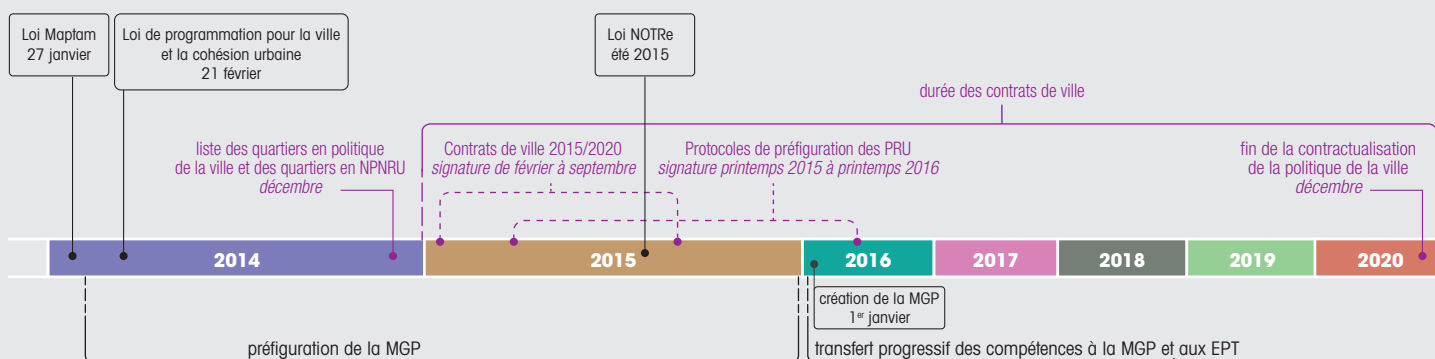 Loi Maptam
27 janvier
Loi de programmation pour la ville
et la cohésion urbaine
21 février
Loi NOTRe
été 2015
durée des contrats de ville
liste des quartiers en politique
de la ville et des quartiers en NPNRU
décembre
Contrats de ville 2015/2020
signature de février à septembre
Protocoles de préfiguration des PRU
signature printemps 2015 à printemps 2016
fin de la contractualisation
de la politique de la ville
décembre
2014
2015
2016
2017
2018
2019
2020
création de la MGP
1er janvier
préfiguration de la MGP
transfert progressif des compétences à la MGP et aux EPT